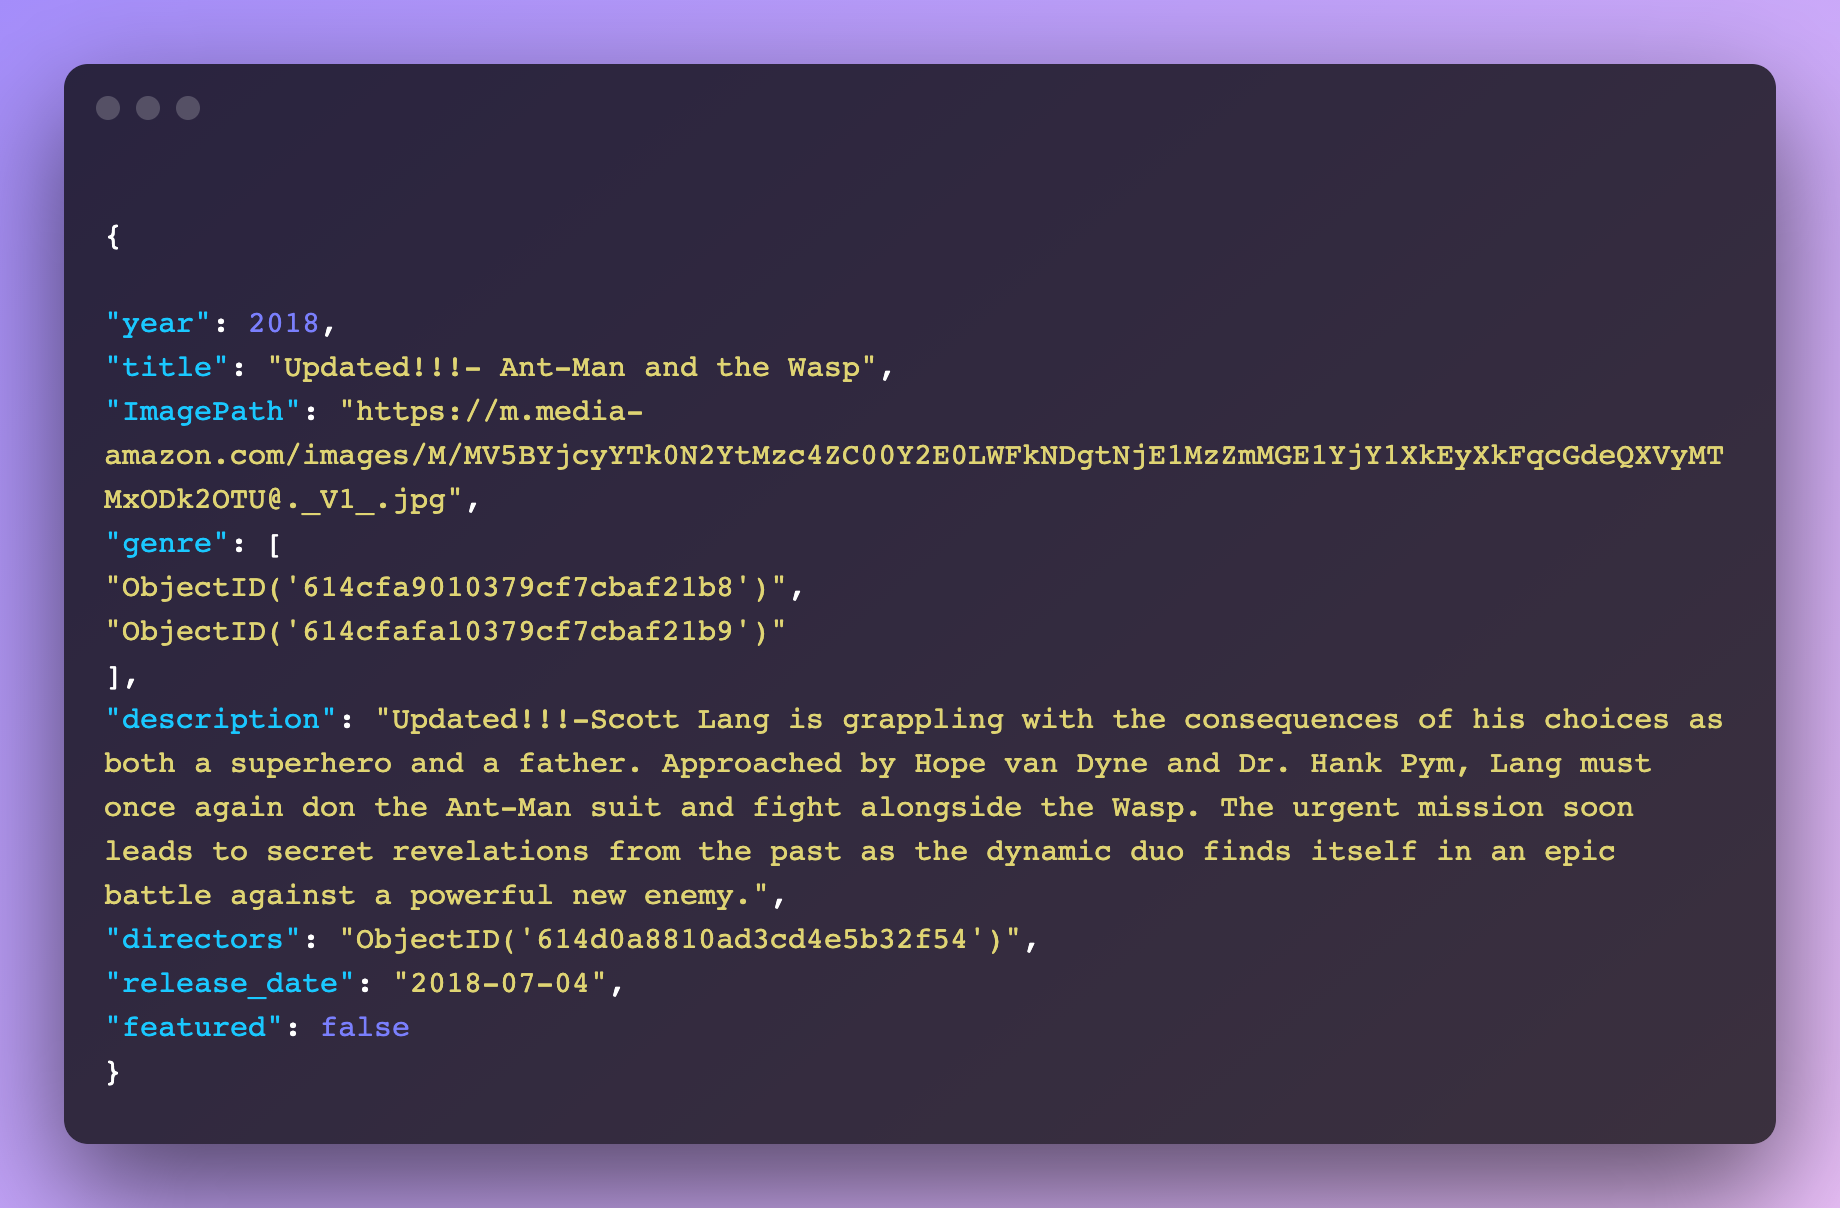 {
"year": 2018,
"title": "Updated!!!- Ant-Man and the Wasp",
"ImagePath": "https://m.media-
amazon.com/images/M/MV5BYjcyYTk0N2YtMzc4ZC00Y2E0LWFkNDgtNjE1MzZmMGE1YjY1XkEyXkFqcGdeQXVyMT
MxODk2OTU@._V1_.jpg",
"genre": [
"ObjectID('614cfa9010379cf7cbaf21b8')",
"ObjectID('614cfafa10379cf7cbaf21b9')"
],
"description": "Updated!!!-Scott Lang is grappling with the consequences of his choices as
both a superhero and a father. Approached by Hope van Dyne and Dr. Hank Pym, Lang must
once again don the Ant-Man suit and fight alongside the Wasp. The urgent mission soon
leads to secret revelations from the past as the dynamic duo finds itself in an epic
battle against a powerful new enemy.",
"directors": "ObjectID('614d0a8810ad3cd4e5b32f54')",
"release_date": "2018-07-04",
"featured": false
}